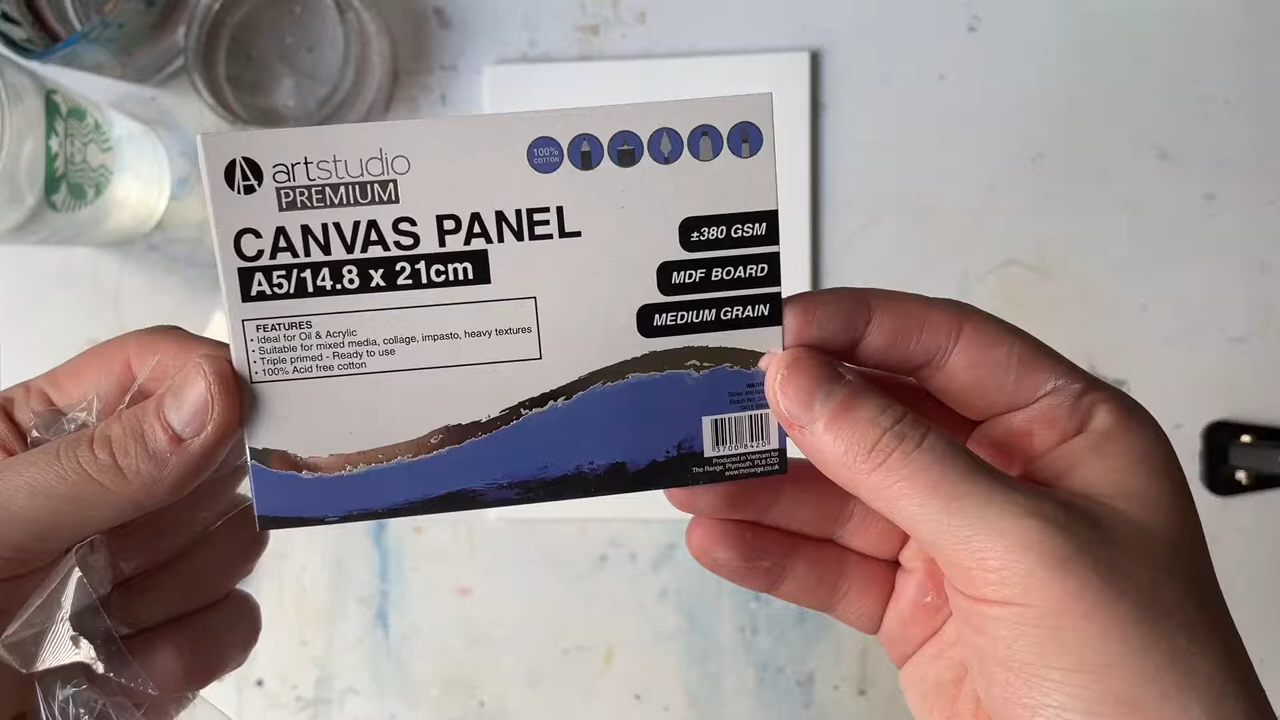 artstudio
PREMIUM
100%
COTTON
CANVAS PANEL
A5/14.8 x 21cm
±380 GSM
MDF BOARD
MEDIUM GRAIN
FEATURES
• Ideal for Oil & Acrylic
• Suitable for mixed media, collage, impasto, heavy textures
• Triple primed - Ready to use
• 100% Acid free cotton
3700 8420
Produced in Vietnam for
The Range, Plymouth, PL6 5ZD
www.therange.co.uk